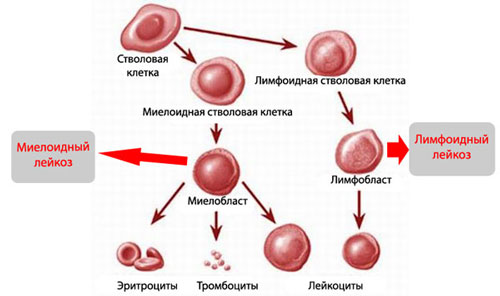 Стволовая
клетка
Лимфоидная стволовая клетка
Миелоидная стволовая клетка
Миелоидный
лейкоз
Лимфоидный
лейкоз
Лимфобласт
Миелобласт
Эритроциты
Тромбоциты
Лейкоциты